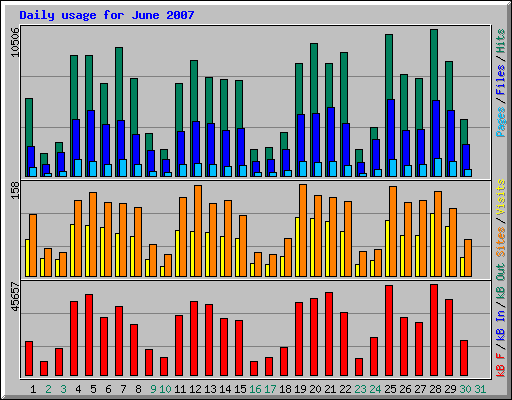 Daily usage for June 2007
10506
Pages / Files / Hits
158
Sites / Visits
45657
kB F / kB In / kB Out
1 2 3 4 5 6 7 8 9 10 11 12 13 14 15 16 17 18 19 20 21 22 23 24 25 26 27 28 29 30 31